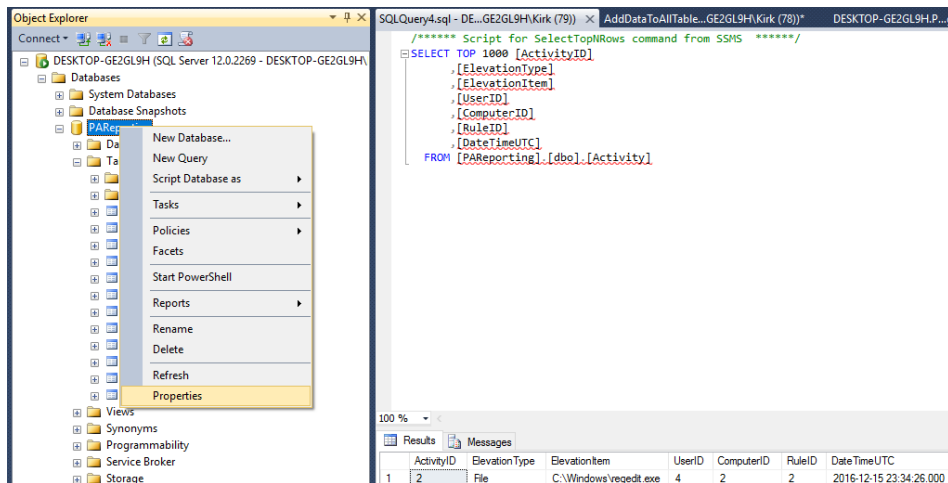 Object Explorer
Connect
DESKTOP-GE2GL9H (SQL Server 12.0.2269 - DESKTOP-GE2GL9H\
Databases
System Databases
Database Snapshots
PAReporting
Da
Ta
New Database...
New Query
Script Database as
Tasks
Policies
Facets
Start PowerShell
Reports
Rename
Delete
Refresh
Properties
Views
Synonyms
Programmability
Service Broker
Storage
SQLQuery4.sql - DE...GE2GL9H\Kirk (79)) AddDataToAllTable...GE2GL9H\Kirk (78))* DESKTOP-GE2GL9H.P...
/****** Script for SelectTopNRows command from SSMS ******/
SELECT TOP 1000 [ActivityID]
,[ElevationType]
,[ElevationItem]
,[UserID]
,[ComputerID]
,[RuleID]
,[DateTimeUTC]
FROM [PAReporting].[dbo].[Activity]
100 %
Results Messages
ActivityID ElevationType ElevationItem UserID ComputerID RuleID DateTimeUTC
1 2 File C:\Windows\regedit.exe 4 2 2 2016-12-15 23:34:26.000